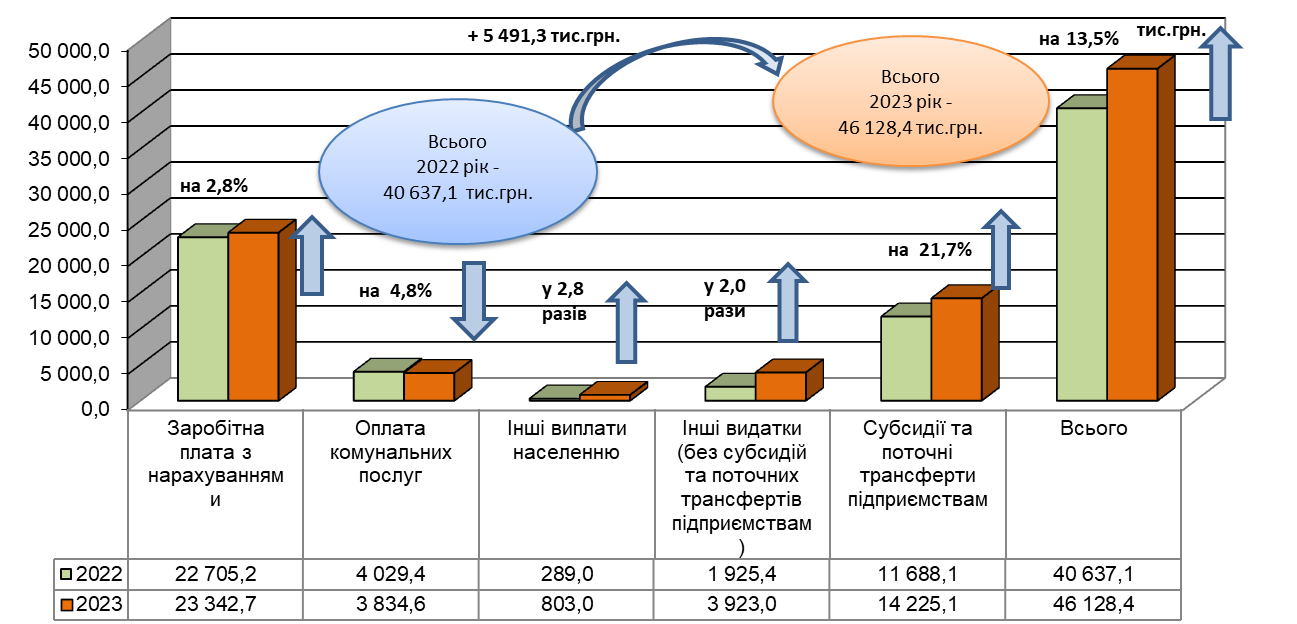 + 5 491,3 тис.грн.
на 13,5%
тис.грн.
50 000,0
45 000,0
40 000,0
35 000,0
30 000,0
25 000,0
20 000,0
15 000,0
10 000,0
5 000,0
0,0
Всього
2023 рік -
46 128,4 тис.грн.
Всього
2022 рік -
40 637,1 тис.грн.
на 2,8%
на 4,8%
у 2,8
разів
у 2,0
рази
на 21,7%
Заробітна
плата з
нарахуванням
и
Оплата
комунальних
послуг
Інші виплати
населенню
Інші видатки
(без субсидій
та поточних
трансфертів
підприємствам
)
Субсидії та
поточні
трансферти
підприємствам
Всього
2022 22 705,2 4 029,4 289,0 1 925,4 11 688,1 40 637,1
2023 23 342,7 3 834,6 803,0 3 923,0 14 225,1 46 128,4